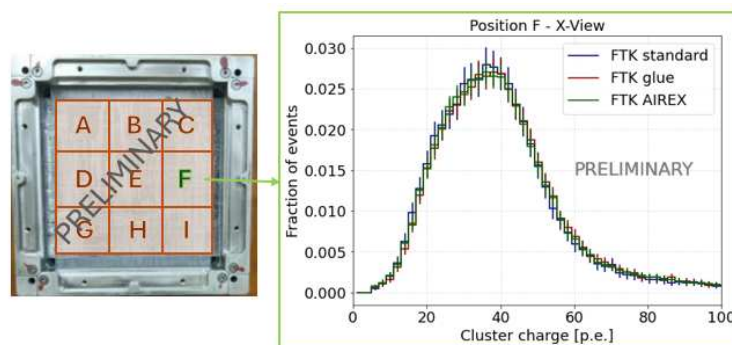 A B C
D E F
G H I
PRELIMINARY
Position F - X-View
FTK standard
FTK glue
FTK AIREX
PRELIMINARY
Fraction of events
0.030
0.025
0.020
0.015
0.010
0.005
0.000
0 20 40 60 80 100
Cluster charge [p.e.]